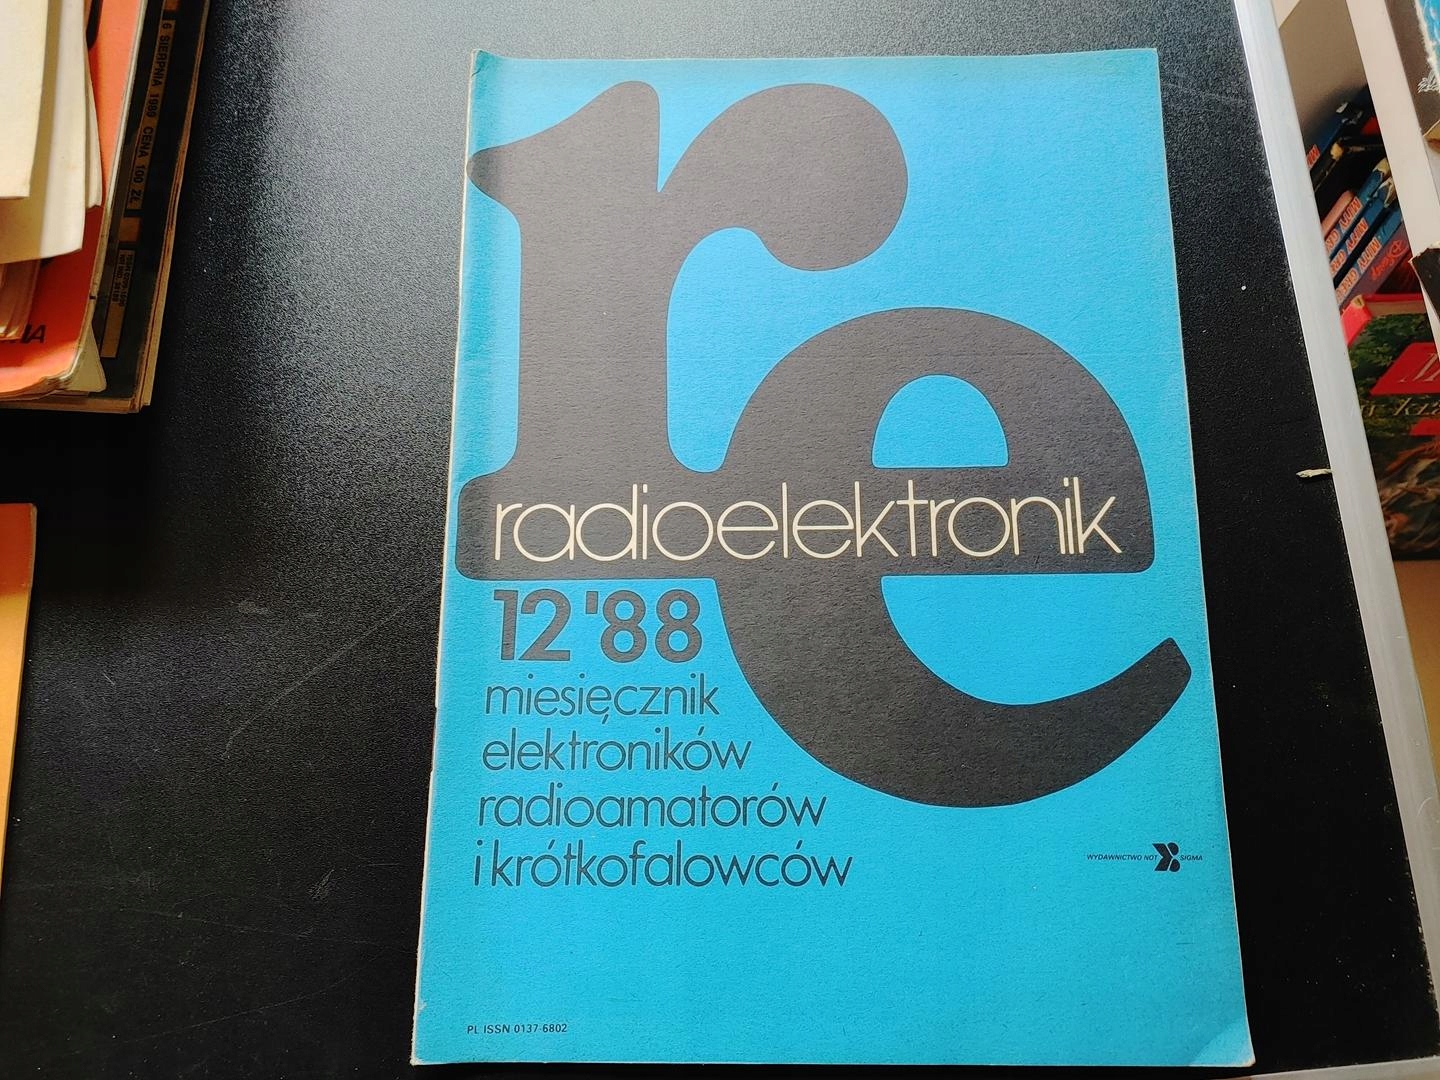 re
radioelektronik
12 '88
miesięcznik
elektroników
radioamatorów
i krótkofalowców
WYDAWNICTWO NOT SIGMA
PL ISSN 0137-6802
6 SIERPNIA 1989 CENA 100 ZŁ